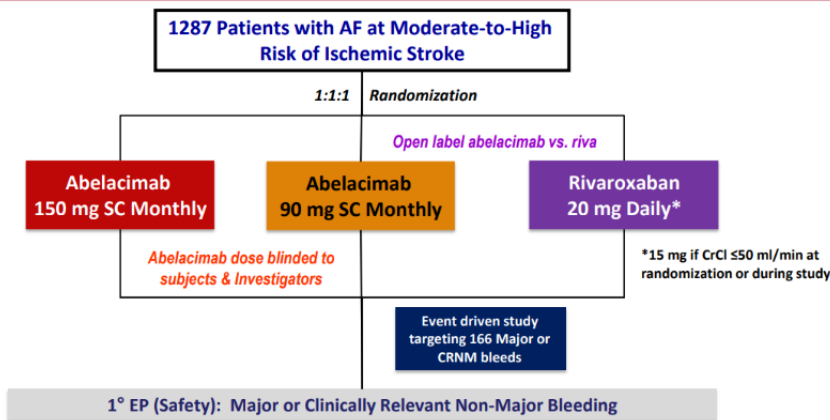 1287 Patients with AF at Moderate-to-High
Risk of Ischemic Stroke
1:1:1 Randomization
Open label abelacimab vs. riva
Abelacimab
150 mg SC Monthly
Abelacimab
90 mg SC Monthly
Rivaroxaban
20 mg Daily*
Abelacimab dose blinded to
subjects & Investigators
*15 mg if CrCl ≤50 ml/min at
randomization or during study
Event driven study
targeting 166 Major or
CRNM bleeds
1° EP (Safety): Major or Clinically Relevant Non-Major Bleeding